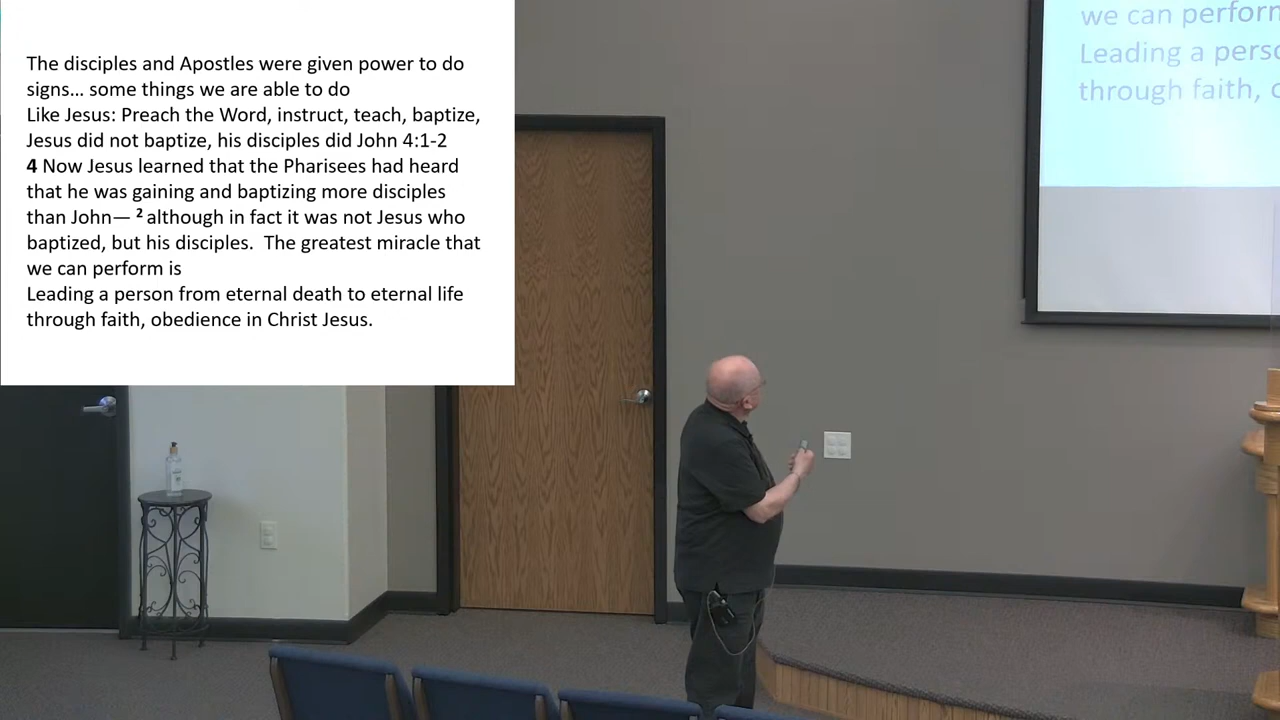 The disciples and Apostles were given power to do
signs... some things we are able to do
Like Jesus: Preach the Word, instruct, teach, baptize,
Jesus did not baptize, his disciples did John 4:1-2
4 Now Jesus learned that the Pharisees had heard
that he was gaining and baptizing more disciples
than John— 2 although in fact it was not Jesus who
baptized, but his disciples.  The greatest miracle that
we can perform is
Leading a person from eternal death to eternal life
through faith, obedience in Christ Jesus.
we can perform
Leading a perso
through faith, o